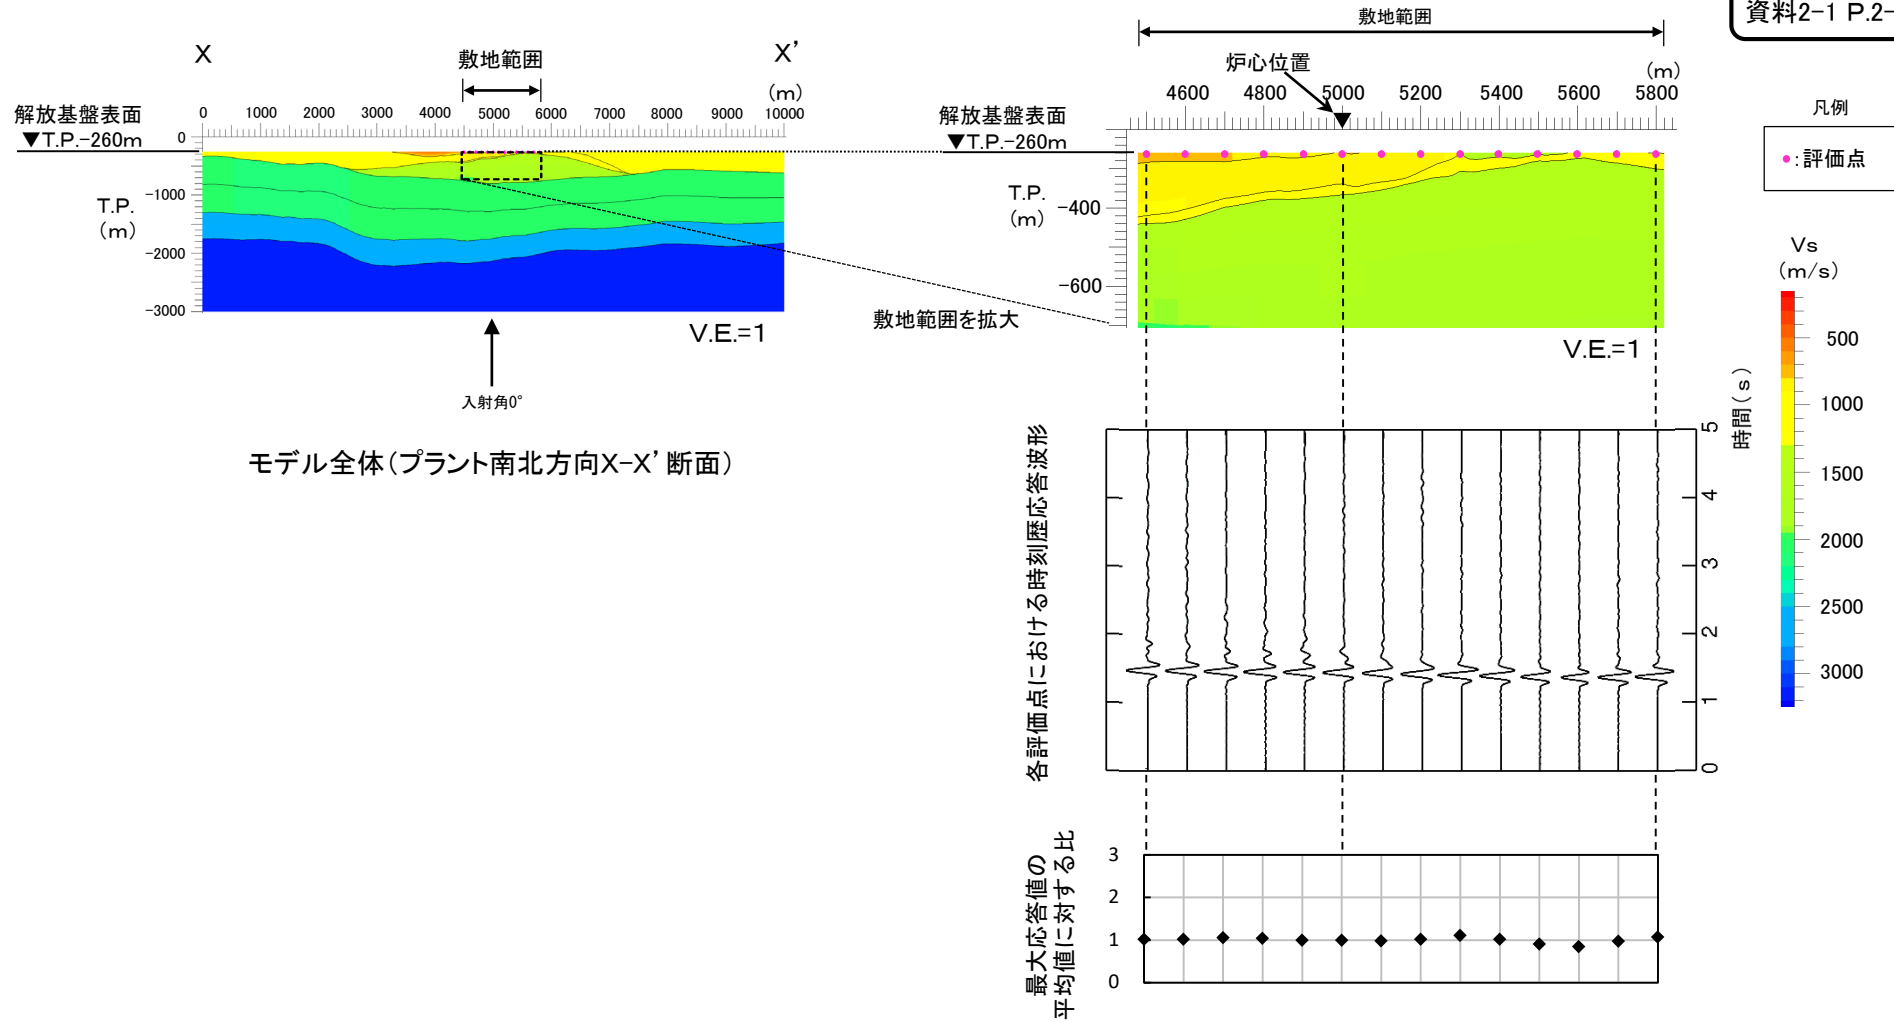 資料2-1 P.2-
X
敷地範囲
X'
(m)
解放基盤表面
▼T.P.-260m
0 1000 2000 3000 4000 5000 6000 7000 8000 9000 10000
0
-1000
-2000
-3000
T.P.
(m)
V.E.=1
入射角0°
モデル全体(プラント南北方向X-X'断面)
敷地範囲
炉心位置
(m)
4600 4800 5000 5200 5400 5600 5800
解放基盤表面
▼T.P.-260m
T.P.
(m)
-400
-600
敷地範囲を拡大
V.E.=1
凡例
●:評価点
Vs
(m/s)
500
1000
1500
2000
2500
3000
各評価点における時刻歴応答波形
時間(s)
5
4
3
2
1
0
最大応答値の
平均値に対する比
3
2
1
0